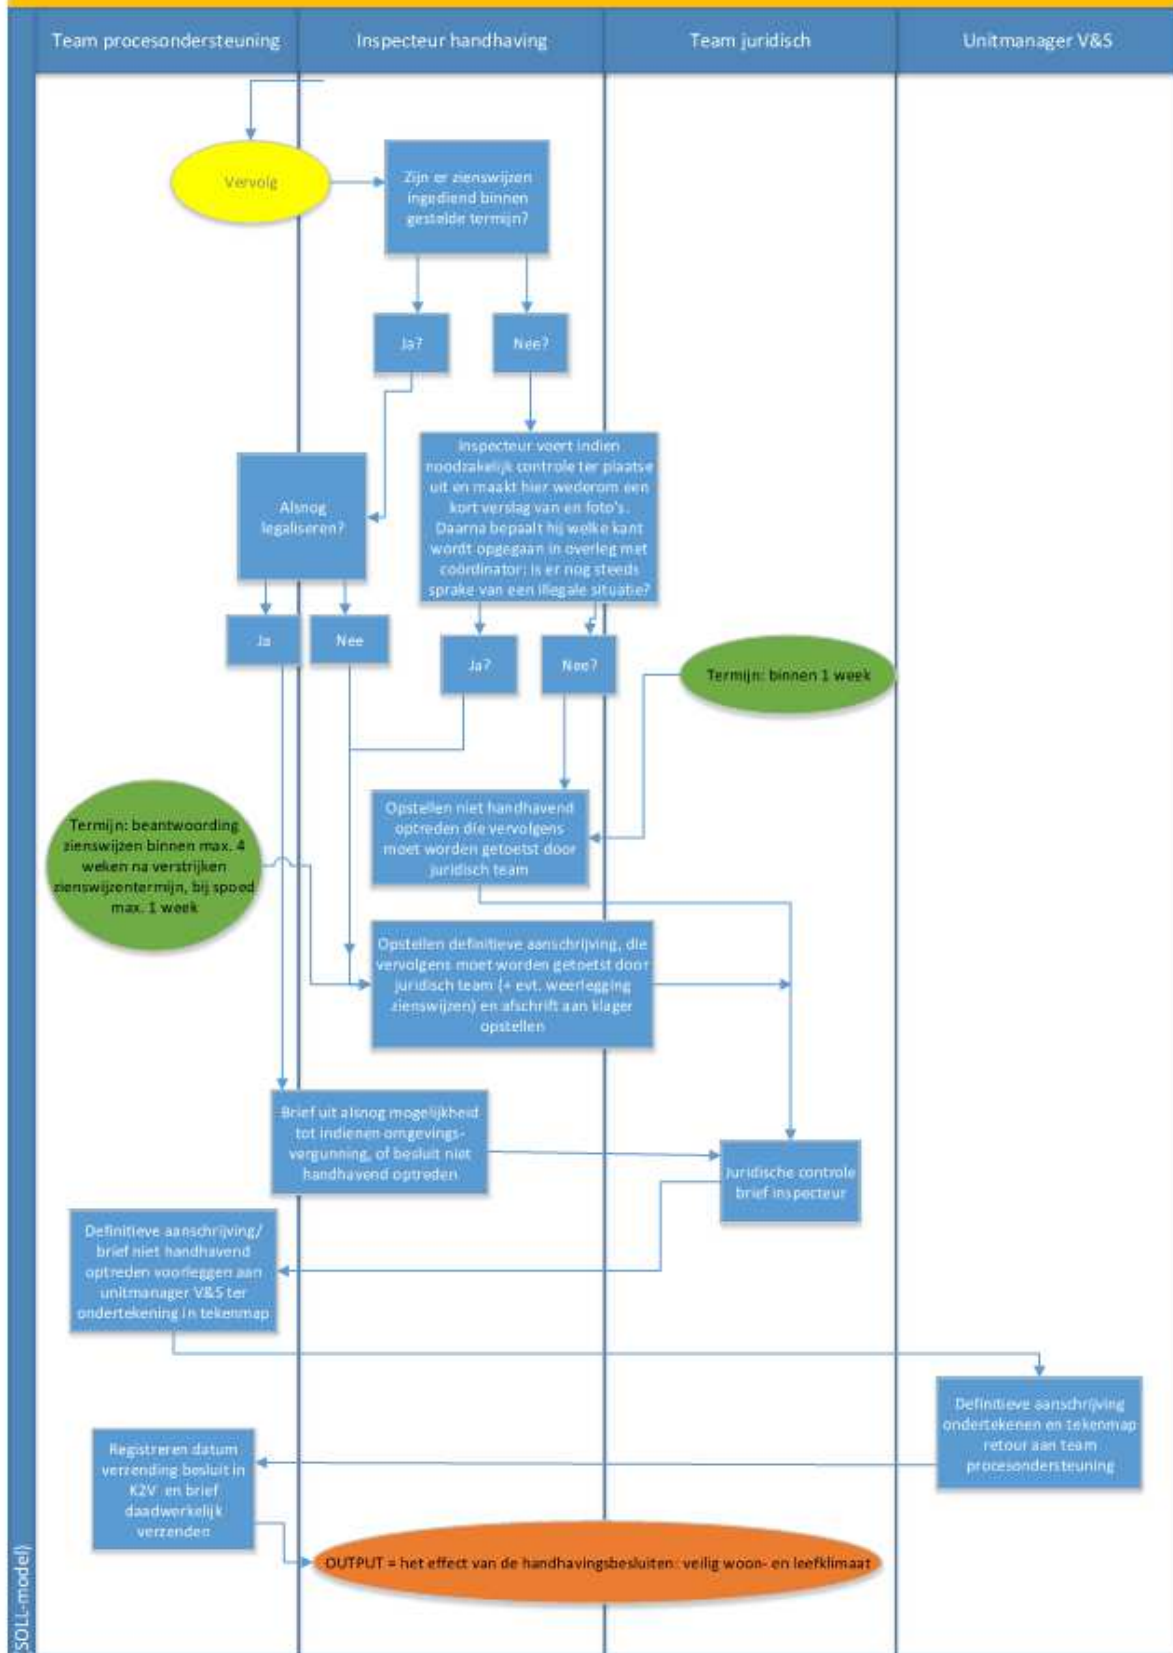 Team procesondersteuning
Inspecteur handhaving
Team juridisch
Unitmanager V&S
Vervolg
Zijn er zienswijzen
ingediend binnen
gestelde termijn?
Ja?
Nee?
Inspecteur voert indien
noodzakelijk controle ter plaatse
uit en maakt hier wederom een
kort verslag van en foto's.
Daarna bepaalt hij welke kant
wordt opgegaan in overleg met
coördinator: is er nog steeds
sprake van een illegale situatie?
Alsnog
legaliseren?
Ja
Nee
Ja?
Nee?
Termijn: binnen 1 week
Termijn: beantwoording
zienswijzen binnen max. 4
weken na verstrijken
zienswijzentermijn, bij spoed
max. 1 week
Opstellen niet handhavend
optreden die vervolgens
moet worden getoetst door
juridisch team
Opstellen definitieve aanschrijving, die
vervolgens moet worden getoetst door
juridisch team (+ evt. weerlegging
zienswijzen) en afschrift aan klager
opstellen
Brief uit alsnog mogelijkheid
tot indienen omgevings-
vergunning, of besluit niet
handhavend optreden
Juridische controle
brief inspecteur
Definitieve aanschrijving/
brief niet handhavend
optreden voorleggen aan
unitmanager V&S ter
ondertekening in tekenmap
Definitieve aanschrijving
ondertekenen en tekenmap
retour aan team
procesondersteuning
Registreren datum
verzending besluit in
K2V en brief
daadwerkelijk
verzenden
OUTPUT = het effect van de handhavingsbesluiten: veilig woon- en leefklimaat
SOLL-model)